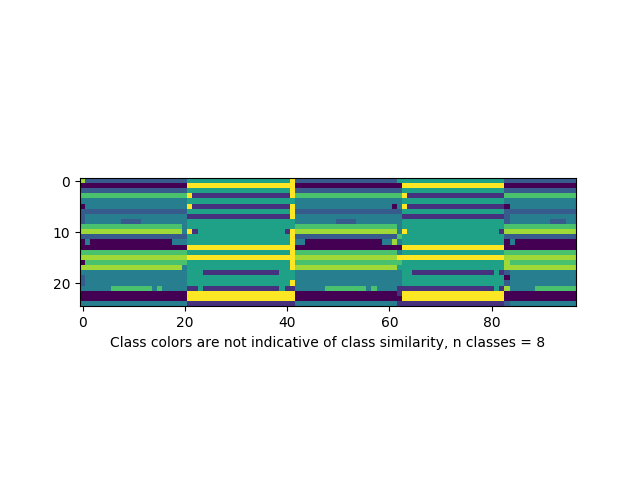 0
10
20
0 20 40 60 80
Class colors are not indicative of class similarity, n classes = 8